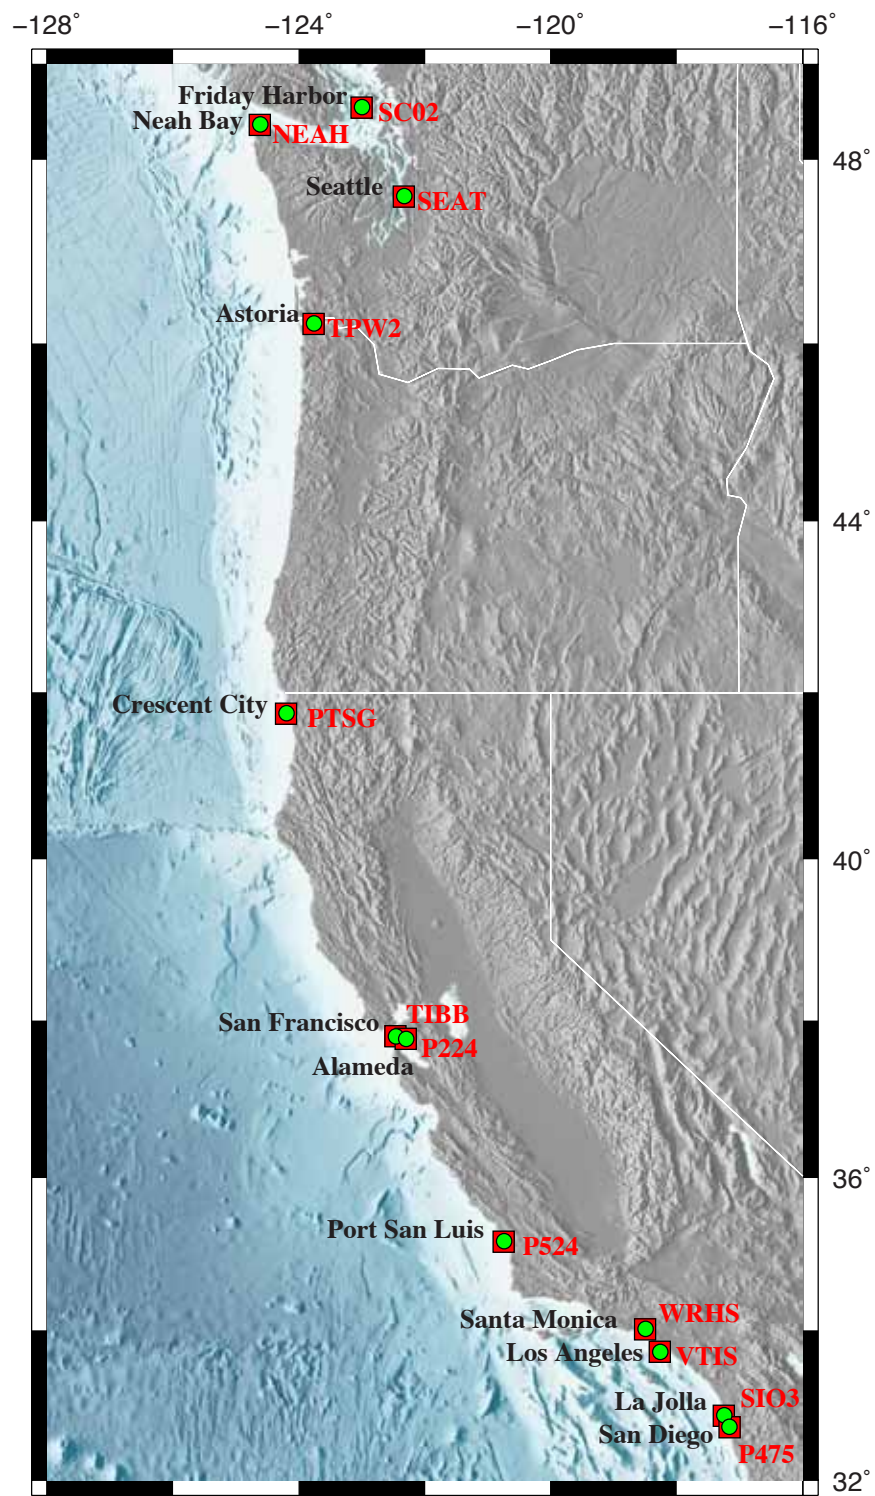 −128˚ −124˚ −120˚ −116˚
Friday Harbor SC02
Neah Bay NEAH
48˚
Seattle SEAT
Astoria TPW2
44˚
Crescent City PTSG
40˚
San Francisco TIBB
P224
Alameda
36˚
Port San Luis P524
Santa Monica WRHS
Los Angeles VTIS
La Jolla SIO3
San Diego P475
32˚